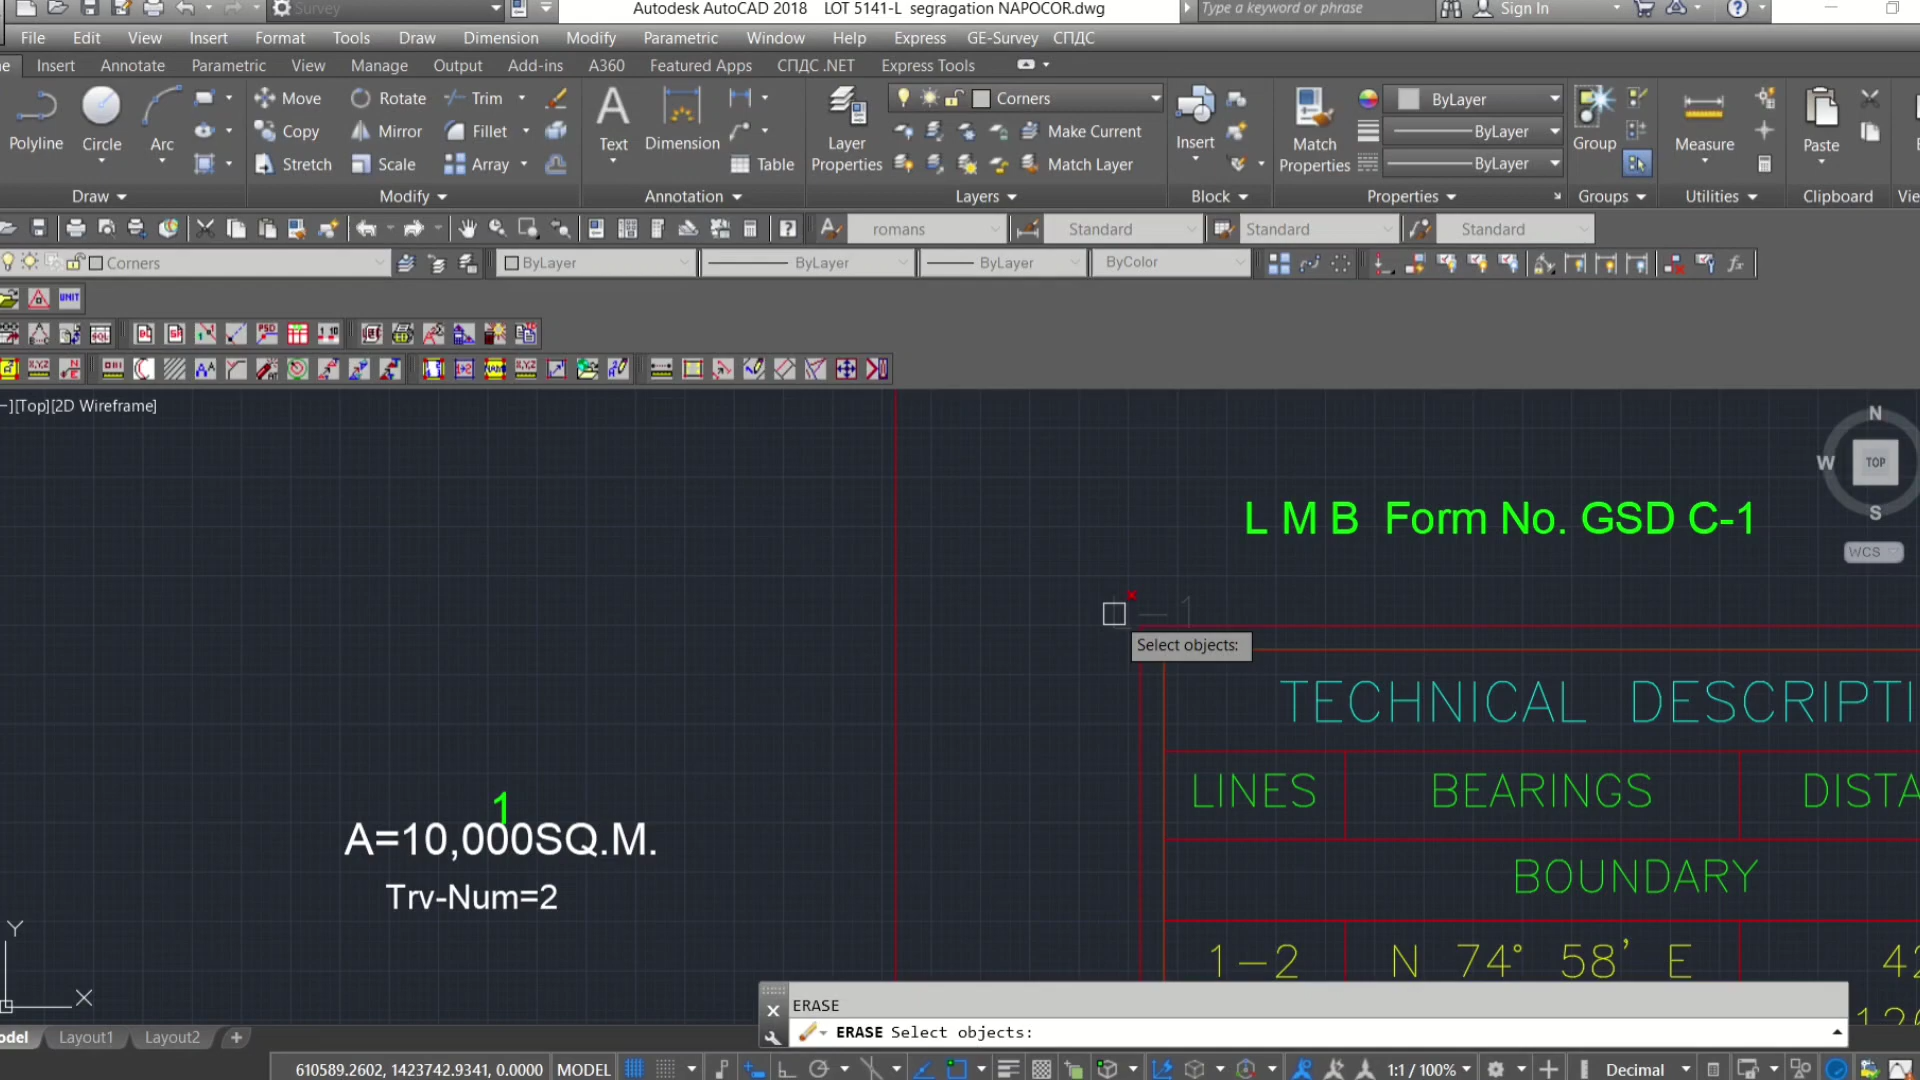 Survey
Autodesk AutoCAD 2018 LOT 5141-L segragation NAPOCOR.dwg
Type a keyword or phrase
Sign In
File Edit View Insert Format Tools Draw Dimension Modify Parametric Window Help Express GE-Survey СПДС
Insert Annotate Parametric View Manage Output Add-ins A360 Featured Apps СПДС .NET Express Tools
Polyline Circle Arc
Move Rotate Trim
Copy Mirror Fillet
Stretch Scale Array
Text Dimension Table
Layer Properties
Corners
Make Current
Match Layer
Insert
Match Properties
ByLayer
ByLayer
ByLayer
Group
Measure
Paste
Draw Modify Annotation Layers Block Properties Groups Utilities Clipboard
romans Standard Standard Standard
Corners ByLayer ByLayer ByLayer ByColor
UNIT
[Top][2D Wireframe]
N
W TOP
S
WCS
L M B Form No. GSD C-1
Select objects:
TECHNICAL
LINES BEARINGS
BOUNDARY
1-2 N 74° 58' E
1
A=10,000SQ.M.
Trv-Num=2
Y
X
ERASE
ERASE Select objects:
Layout1 Layout2 +
610589.2602, 1423742.9341, 0.0000 MODEL 1:1 / 100% Decimal